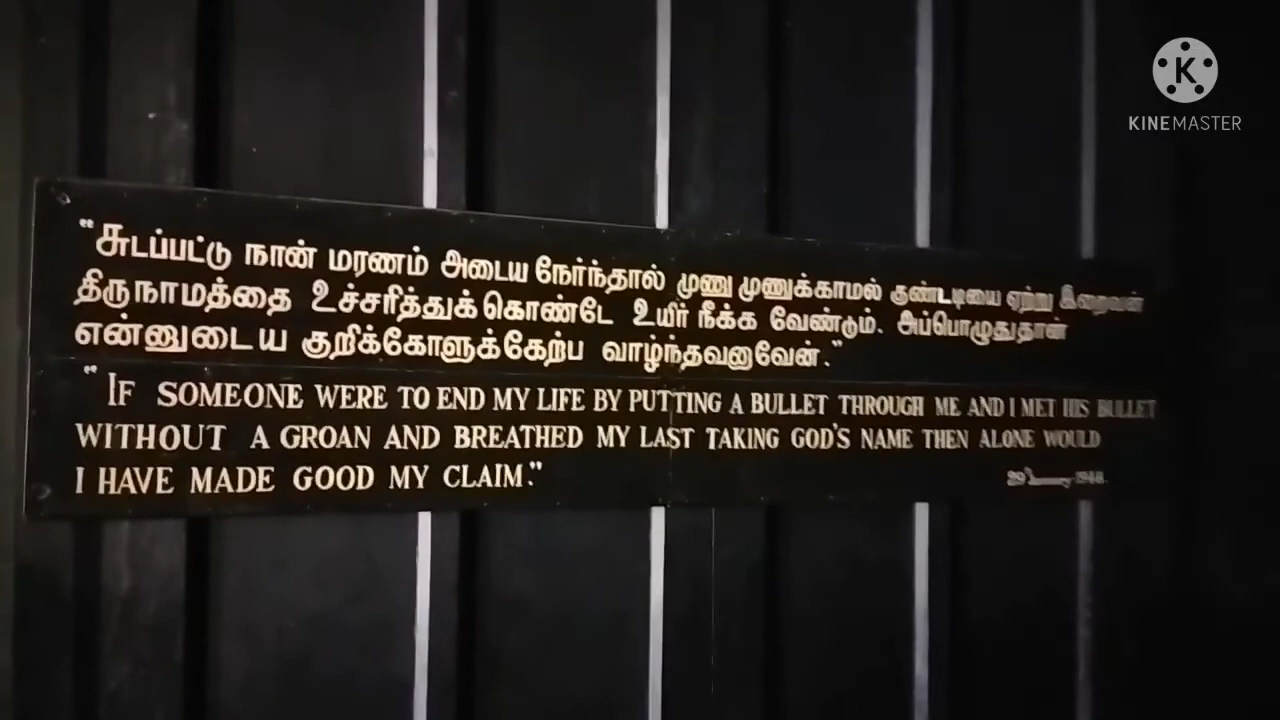 KINEMASTER
"சுடப்பட்டு நான் மரணம் அடைய நேர்ந்தால் முணு முணுக்காமல் குண்டடியை ஏற்று இறைவன்
திருநாமத்தை உச்சரித்துக்கொண்டே உயிர் நீக்க வேண்டும். அப்பொழுதுதான்
என்னுடைய குறிக்கோளுக்கேற்ப வாழ்ந்தவனாவேன்."
"IF SOMEONE WERE TO END MY LIFE BY PUTTING A BULLET THROUGH ME AND I MET HIS BULLET
WITHOUT A GROAN AND BREATHED MY LAST TAKING GOD'S NAME THEN ALONE WOULD
I HAVE MADE GOOD MY CLAIM."
29 1948.